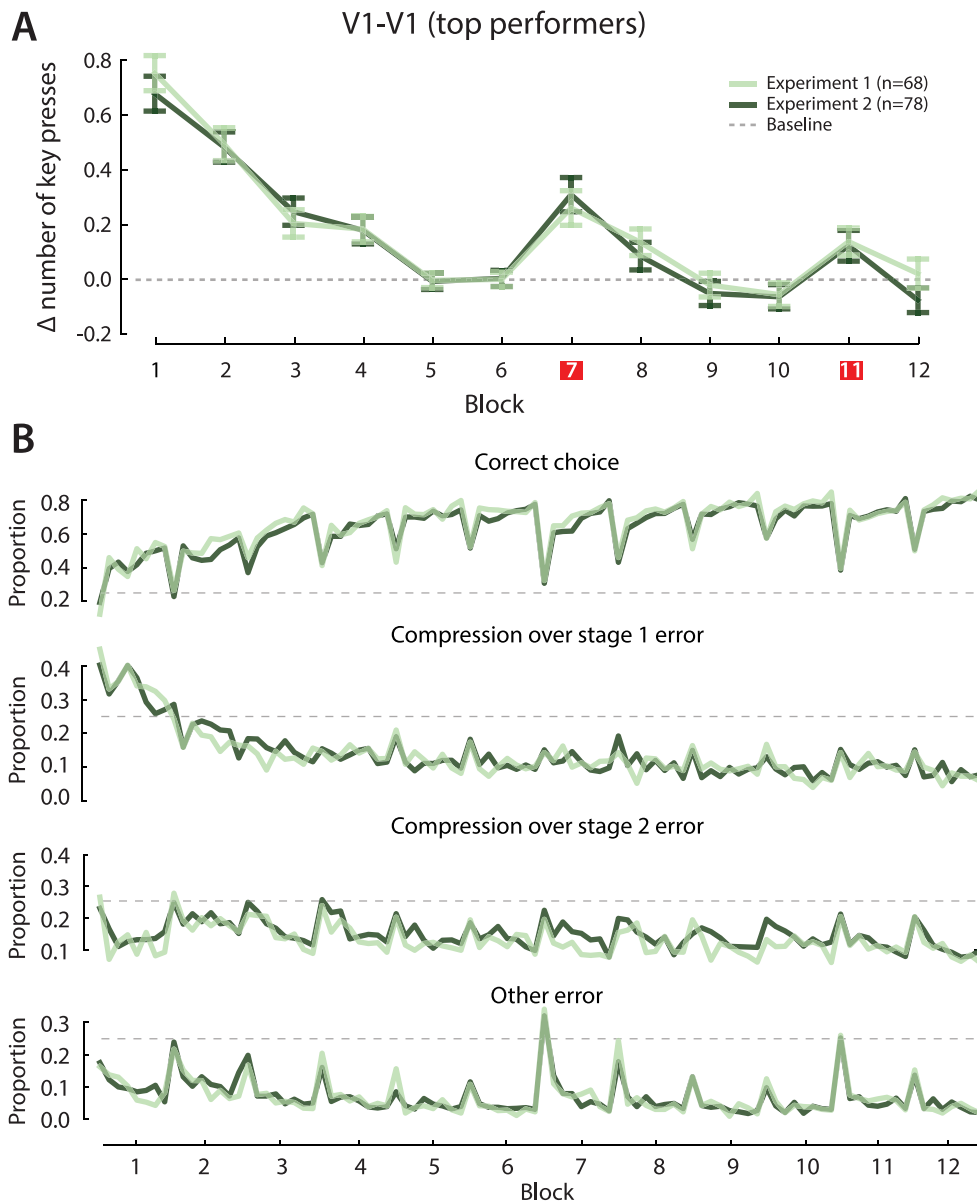 A
V1-V1 (top performers)
Δ number of key presses
0.8
0.6
0.4
0.2
0.0
-0.2
Experiment 1 (n=68)
Experiment 2 (n=78)
Baseline
1 2 3 4 5 6 7 8 9 10 11 12
Block
B
Correct choice
Proportion
0.8
0.6
0.4
0.2
Compression over stage 1 error
Proportion
0.4
0.3
0.2
0.1
0.0
Compression over stage 2 error
Proportion
0.4
0.3
0.2
0.1
Other error
Proportion
0.3
0.2
0.1
0.0
1 2 3 4 5 6 7 8 9 10 11 12
Block